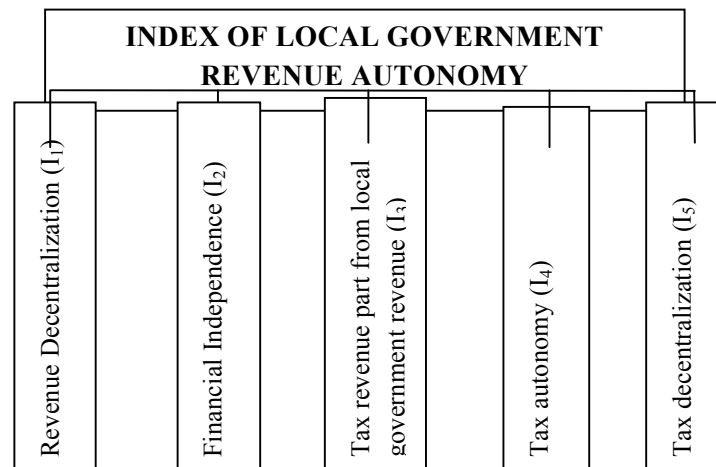 INDEX OF LOCAL GOVERNMENT
REVENUE AUTONOMY
Revenue Decentralization (I₁)
Financial Independence (I₂)
Tax revenue part from local
government revenue (I₃)
Tax autonomy (I₄)
Tax decentralization (I₅)